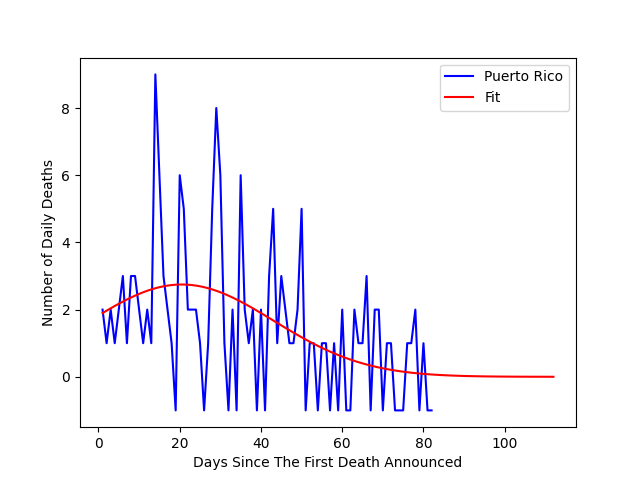 Puerto Rico
Fit
Number of Daily Deaths
8
6
4
2
0
0 20 40 60 80 100
Days Since The First Death Announced